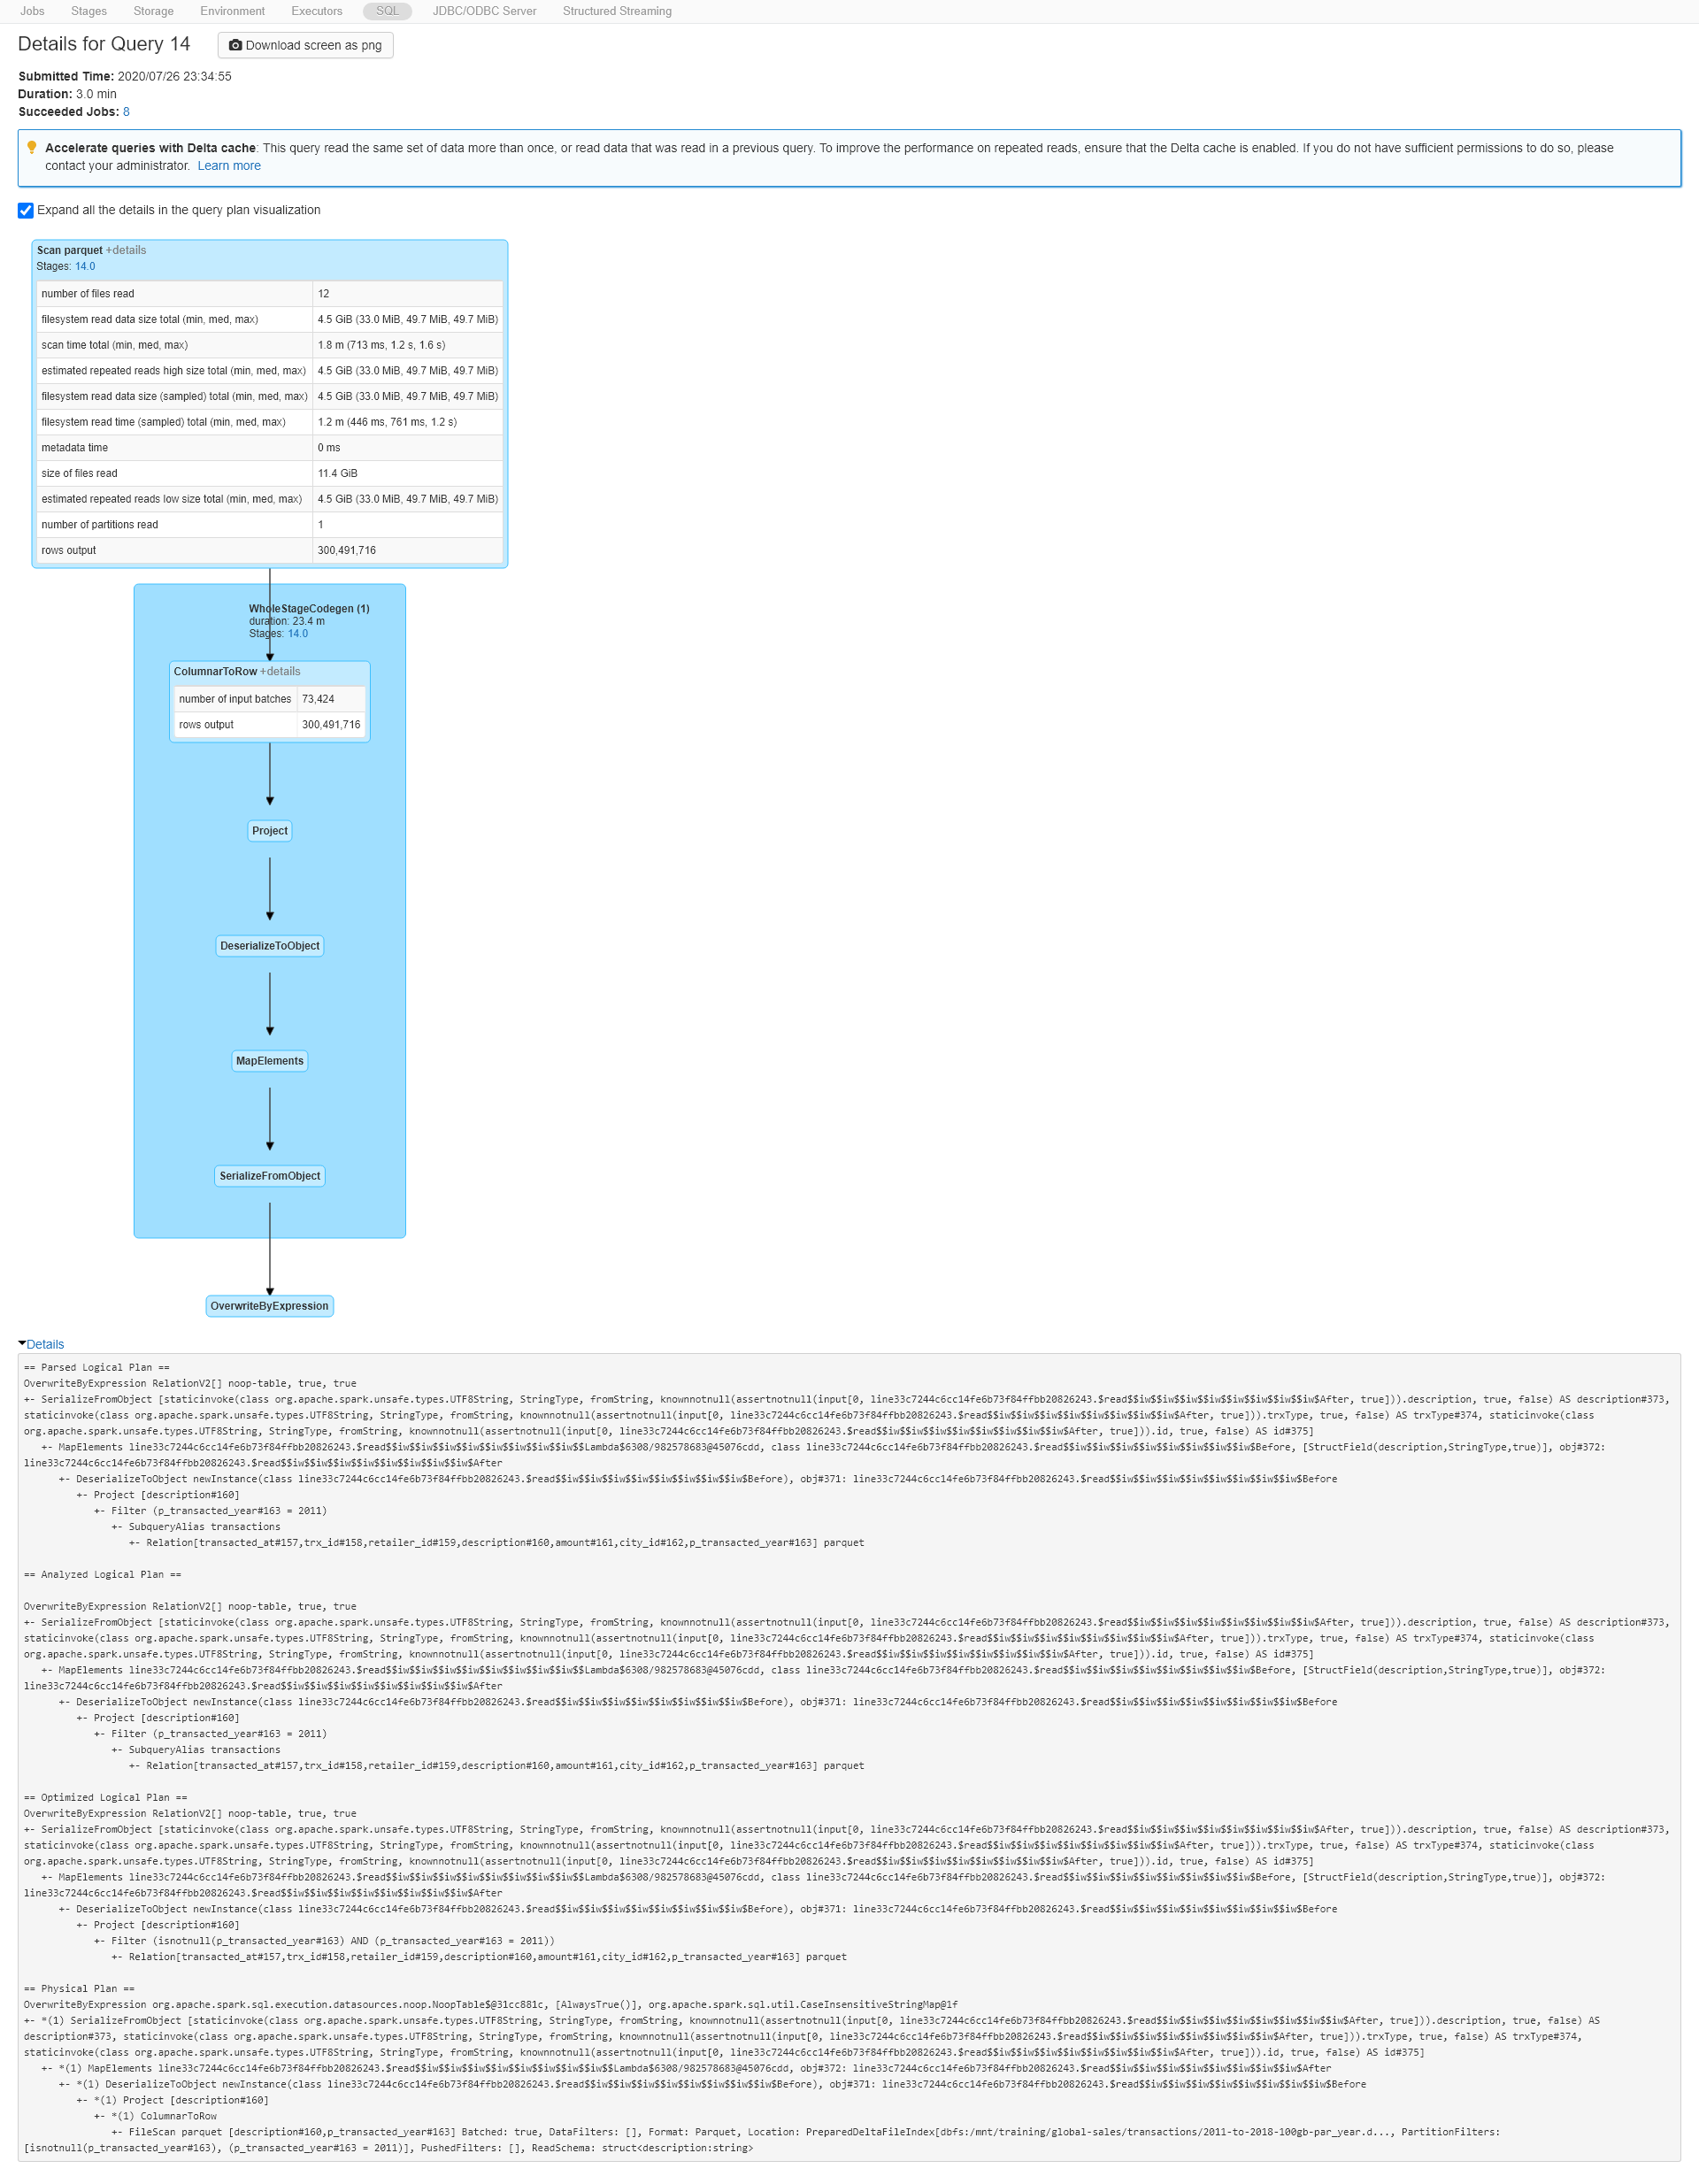 Jobs Stages Storage Environment Executors SQL JDBC/ODBC Server Structured Streaming
Details for Query 14 Download screen as png
Submitted Time: 2020/07/26 23:34:55
Duration: 3.0 min
Succeeded Jobs: 8
Accelerate queries with Delta cache: This query read the same set of data more than once, or read data that was read in a previous query. To improve the performance on repeated reads, ensure that the Delta cache is enabled. If you do not have sufficient permissions to do so, please
contact your administrator. Learn more
Expand all the details in the query plan visualization
Scan parquet +details
Stages: 14.0
number of files read 12
filesystem read data size total (min, med, max) 4.5 GiB (33.0 MiB, 49.7 MiB, 49.7 MiB)
scan time total (min, med, max) 1.8 m (713 ms, 1.2 s, 1.6 s)
estimated repeated reads high size total (min, med, max) 4.5 GiB (33.0 MiB, 49.7 MiB, 49.7 MiB)
filesystem read data size (sampled) total (min, med, max) 4.5 GiB (33.0 MiB, 49.7 MiB, 49.7 MiB)
filesystem read time (sampled) total (min, med, max) 1.2 m (446 ms, 761 ms, 1.2 s)
metadata time 0 ms
size of files read 11.4 GiB
estimated repeated reads low size total (min, med, max) 4.5 GiB (33.0 MiB, 49.7 MiB, 49.7 MiB)
number of partitions read 1
rows output 300,491,716
WholeStageCodegen (1)
duration: 23.4 m
Stages: 14.0
ColumnarToRow +details
number of input batches 73,424
rows output 300,491,716
Project
DeserializeToObject
MapElements
SerializeFromObject
OverwriteByExpression
Details
== Parsed Logical Plan ==
OverwriteByExpression RelationV2[] noop-table, true, true
+- SerializeFromObject [staticinvoke(class org.apache.spark.unsafe.types.UTF8String, StringType, fromString, knownnotnull(assertnotnull(input[0, line33c7244c6cc14fe6b73f84ffbb20826243.$read$$iw$$iw$$iw$$iw$$iw$$iw$$iw$$iw$After, true])).description, true, false) AS description#373,
staticinvoke(class org.apache.spark.unsafe.types.UTF8String, StringType, fromString, knownnotnull(assertnotnull(input[0, line33c7244c6cc14fe6b73f84ffbb20826243.$read$$iw$$iw$$iw$$iw$$iw$$iw$$iw$$iw$After, true])).trxType, true, false) AS trxType#374, staticinvoke(class
org.apache.spark.unsafe.types.UTF8String, StringType, fromString, knownnotnull(assertnotnull(input[0, line33c7244c6cc14fe6b73f84ffbb20826243.$read$$iw$$iw$$iw$$iw$$iw$$iw$$iw$$iw$After, true])).id, true, false) AS id#375]
+- MapElements line33c7244c6cc14fe6b73f84ffbb20826243.$read$$iw$$iw$$iw$$iw$$iw$$iw$$iw$$iw$$Lambda$6308/982578683@45076cdd, class line33c7244c6cc14fe6b73f84ffbb20826243.$read$$iw$$iw$$iw$$iw$$iw$$iw$$iw$$iw$Before, [StructField(description,StringType,true)], obj#372:
line33c7244c6cc14fe6b73f84ffbb20826243.$read$$iw$$iw$$iw$$iw$$iw$$iw$$iw$$iw$After
+- DeserializeToObject newInstance(class line33c7244c6cc14fe6b73f84ffbb20826243.$read$$iw$$iw$$iw$$iw$$iw$$iw$$iw$$iw$Before), obj#371: line33c7244c6cc14fe6b73f84ffbb20826243.$read$$iw$$iw$$iw$$iw$$iw$$iw$$iw$$iw$Before
+- Project [description#160]
+- Filter (p_transacted_year#163 = 2011)
+- SubqueryAlias transactions
+- Relation[transacted_at#157,trx_id#158,retailer_id#159,description#160,amount#161,city_id#162,p_transacted_year#163] parquet
== Analyzed Logical Plan ==
OverwriteByExpression RelationV2[] noop-table, true, true
+- SerializeFromObject [staticinvoke(class org.apache.spark.unsafe.types.UTF8String, StringType, fromString, knownnotnull(assertnotnull(input[0, line33c7244c6cc14fe6b73f84ffbb20826243.$read$$iw$$iw$$iw$$iw$$iw$$iw$$iw$$iw$After, true])).description, true, false) AS description#373,
staticinvoke(class org.apache.spark.unsafe.types.UTF8String, StringType, fromString, knownnotnull(assertnotnull(input[0, line33c7244c6cc14fe6b73f84ffbb20826243.$read$$iw$$iw$$iw$$iw$$iw$$iw$$iw$$iw$After, true])).trxType, true, false) AS trxType#374, staticinvoke(class
org.apache.spark.unsafe.types.UTF8String, StringType, fromString, knownnotnull(assertnotnull(input[0, line33c7244c6cc14fe6b73f84ffbb20826243.$read$$iw$$iw$$iw$$iw$$iw$$iw$$iw$$iw$After, true])).id, true, false) AS id#375]
+- MapElements line33c7244c6cc14fe6b73f84ffbb20826243.$read$$iw$$iw$$iw$$iw$$iw$$iw$$iw$$iw$$Lambda$6308/982578683@45076cdd, class line33c7244c6cc14fe6b73f84ffbb20826243.$read$$iw$$iw$$iw$$iw$$iw$$iw$$iw$$iw$Before, [StructField(description,StringType,true)], obj#372:
line33c7244c6cc14fe6b73f84ffbb20826243.$read$$iw$$iw$$iw$$iw$$iw$$iw$$iw$$iw$After
+- DeserializeToObject newInstance(class line33c7244c6cc14fe6b73f84ffbb20826243.$read$$iw$$iw$$iw$$iw$$iw$$iw$$iw$$iw$Before), obj#371: line33c7244c6cc14fe6b73f84ffbb20826243.$read$$iw$$iw$$iw$$iw$$iw$$iw$$iw$$iw$Before
+- Project [description#160]
+- Filter (p_transacted_year#163 = 2011)
+- SubqueryAlias transactions
+- Relation[transacted_at#157,trx_id#158,retailer_id#159,description#160,amount#161,city_id#162,p_transacted_year#163] parquet
== Optimized Logical Plan ==
OverwriteByExpression RelationV2[] noop-table, true, true
+- SerializeFromObject [staticinvoke(class org.apache.spark.unsafe.types.UTF8String, StringType, fromString, knownnotnull(assertnotnull(input[0, line33c7244c6cc14fe6b73f84ffbb20826243.$read$$iw$$iw$$iw$$iw$$iw$$iw$$iw$$iw$After, true])).description, true, false) AS description#373,
staticinvoke(class org.apache.spark.unsafe.types.UTF8String, StringType, fromString, knownnotnull(assertnotnull(input[0, line33c7244c6cc14fe6b73f84ffbb20826243.$read$$iw$$iw$$iw$$iw$$iw$$iw$$iw$$iw$After, true])).trxType, true, false) AS trxType#374, staticinvoke(class
org.apache.spark.unsafe.types.UTF8String, StringType, fromString, knownnotnull(assertnotnull(input[0, line33c7244c6cc14fe6b73f84ffbb20826243.$read$$iw$$iw$$iw$$iw$$iw$$iw$$iw$$iw$After, true])).id, true, false) AS id#375]
+- MapElements line33c7244c6cc14fe6b73f84ffbb20826243.$read$$iw$$iw$$iw$$iw$$iw$$iw$$iw$$iw$$Lambda$6308/982578683@45076cdd, class line33c7244c6cc14fe6b73f84ffbb20826243.$read$$iw$$iw$$iw$$iw$$iw$$iw$$iw$$iw$Before, [StructField(description,StringType,true)], obj#372:
line33c7244c6cc14fe6b73f84ffbb20826243.$read$$iw$$iw$$iw$$iw$$iw$$iw$$iw$$iw$After
+- DeserializeToObject newInstance(class line33c7244c6cc14fe6b73f84ffbb20826243.$read$$iw$$iw$$iw$$iw$$iw$$iw$$iw$$iw$Before), obj#371: line33c7244c6cc14fe6b73f84ffbb20826243.$read$$iw$$iw$$iw$$iw$$iw$$iw$$iw$$iw$Before
+- Project [description#160]
+- Filter (isnotnull(p_transacted_year#163) AND (p_transacted_year#163 = 2011))
+- Relation[transacted_at#157,trx_id#158,retailer_id#159,description#160,amount#161,city_id#162,p_transacted_year#163] parquet
== Physical Plan ==
OverwriteByExpression org.apache.spark.sql.execution.datasources.noop.NoopTable$@31cc881c, [AlwaysTrue()], org.apache.spark.sql.util.CaseInsensitiveStringMap@1f
+- *(1) SerializeFromObject [staticinvoke(class org.apache.spark.unsafe.types.UTF8String, StringType, fromString, knownnotnull(assertnotnull(input[0, line33c7244c6cc14fe6b73f84ffbb20826243.$read$$iw$$iw$$iw$$iw$$iw$$iw$$iw$$iw$After, true])).description, true, false) AS
description#373, staticinvoke(class org.apache.spark.unsafe.types.UTF8String, StringType, fromString, knownnotnull(assertnotnull(input[0, line33c7244c6cc14fe6b73f84ffbb20826243.$read$$iw$$iw$$iw$$iw$$iw$$iw$$iw$$iw$After, true])).trxType, true, false) AS trxType#374,
staticinvoke(class org.apache.spark.unsafe.types.UTF8String, StringType, fromString, knownnotnull(assertnotnull(input[0, line33c7244c6cc14fe6b73f84ffbb20826243.$read$$iw$$iw$$iw$$iw$$iw$$iw$$iw$$iw$After, true])).id, true, false) AS id#375]
+- *(1) MapElements line33c7244c6cc14fe6b73f84ffbb20826243.$read$$iw$$iw$$iw$$iw$$iw$$iw$$iw$$iw$$Lambda$6308/982578683@45076cdd, obj#372: line33c7244c6cc14fe6b73f84ffbb20826243.$read$$iw$$iw$$iw$$iw$$iw$$iw$$iw$$iw$After
+- *(1) DeserializeToObject newInstance(class line33c7244c6cc14fe6b73f84ffbb20826243.$read$$iw$$iw$$iw$$iw$$iw$$iw$$iw$$iw$Before), obj#371: line33c7244c6cc14fe6b73f84ffbb20826243.$read$$iw$$iw$$iw$$iw$$iw$$iw$$iw$$iw$Before
+- *(1) Project [description#160]
+- *(1) ColumnarToRow
+- FileScan parquet [description#160,p_transacted_year#163] Batched: true, DataFilters: [], Format: Parquet, Location: PreparedDeltaFileIndex[dbfs:/mnt/training/global-sales/transactions/2011-to-2018-100gb-par_year.d..., PartitionFilters:
[isnotnull(p_transacted_year#163), (p_transacted_year#163 = 2011)], PushedFilters: [], ReadSchema: struct<description:string>